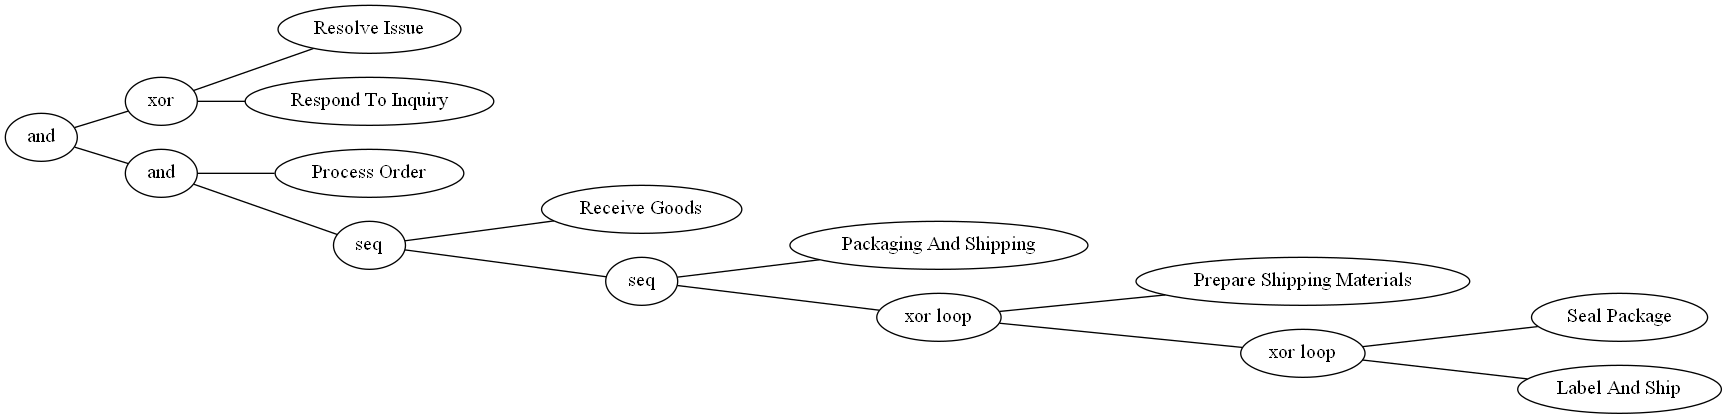 Resolve Issue
xor
Respond To Inquiry
and
and
Process Order
Receive Goods
seq
Packaging And Shipping
seq
Prepare Shipping Materials
xor loop
Seal Package
xor loop
Label And Ship